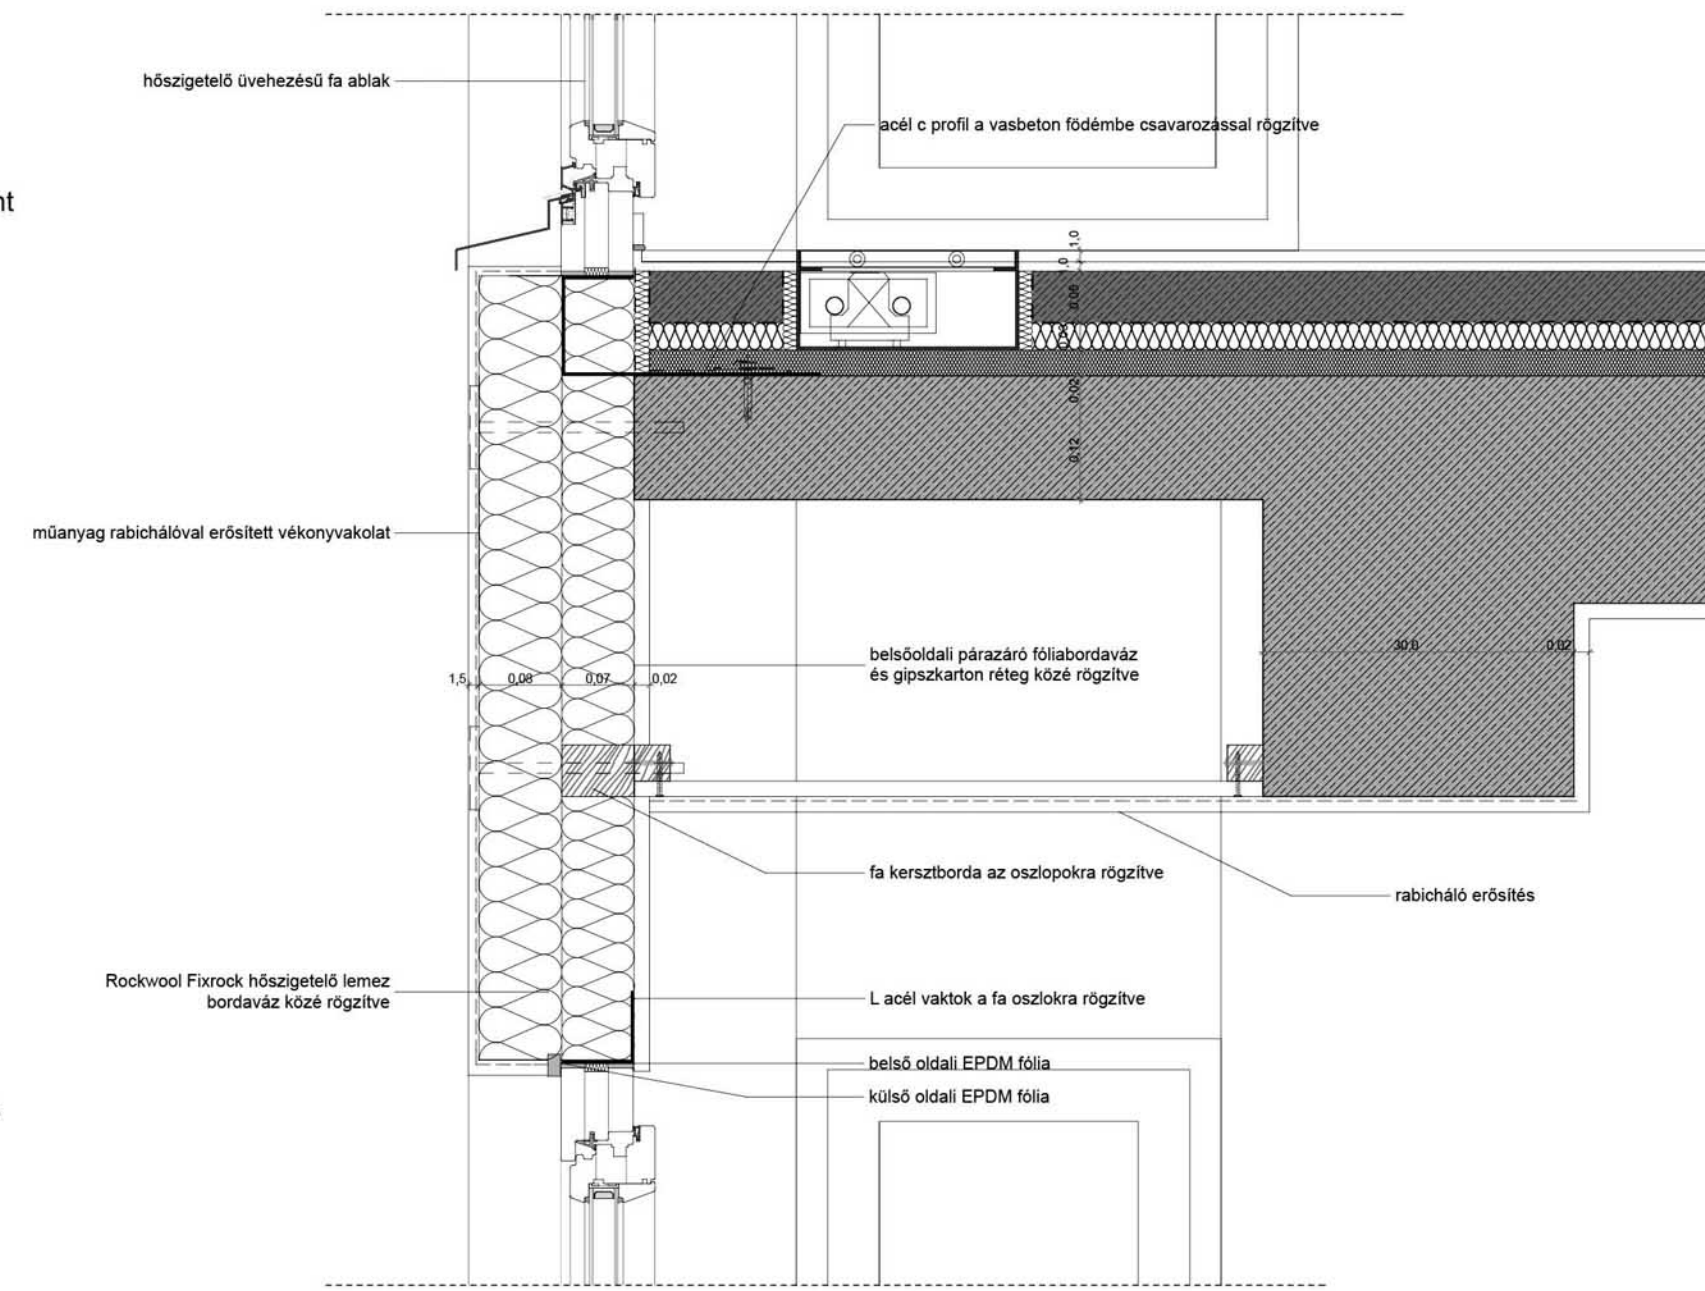 hőszigetelő üvehezésű fa ablak
acél c profil a vasbeton födémbe csavarozással rögzítve
nt
1,0
1,0
0,05
0,03
0,02
0,12
műanyag rabichálóval erősített vékonyvakolat
belsőoldali párazáró fóliabordaváz
és gipszkarton réteg közé rögzítve
30,0
0,02
1,5
0,08
0,07
0,02
fa kersztborda az oszlopokra rögzítve
rabicháló erősítés
Rockwool Fixrock hőszigetelő lemez
bordaváz közé rögzítve
L acél vaktok a fa oszlokra rögzítve
belső oldali EPDM fólia
külső oldali EPDM fólia